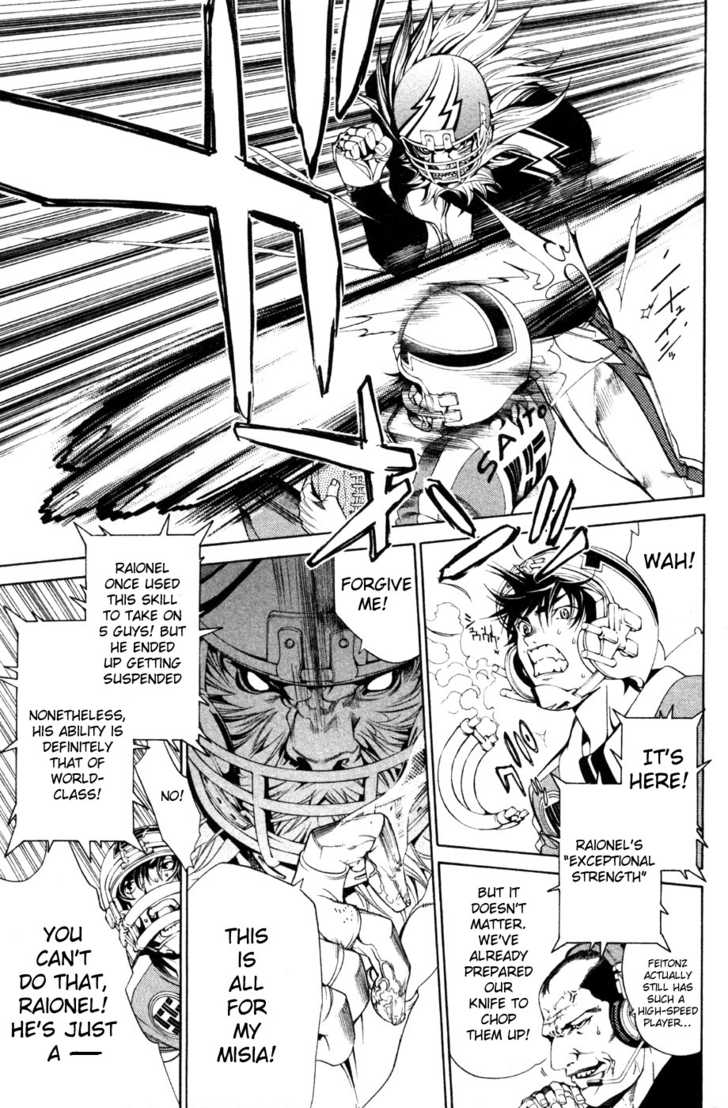 WAH!
IT'S
HERE!
RAIONEL'S
"EXCEPTIONAL
STRENGTH"
FORGIVE
ME!
RAIONEL
ONCE USED
THIS SKILL
TO TAKE ON
5 GUYS! BUT
HE ENDED
UP GETTING
SUSPENDED
NONETHELESS,
HIS ABILITY IS
DEFINITELY
THAT OF
WORLD-
CLASS!
FEITONZ
ACTUALLY
STILL HAS
SUCH A
HIGH-SPEED
PLAYER...
BUT IT
DOESN'T
MATTER.
WE'VE
ALREADY
PREPARED
OUR
KNIFE TO
CHOP
THEM UP!
THIS
IS
ALL
FOR
MY
MISIA!
NO!
YOU
CAN'T
DO THAT,
RAIONEL!
HE'S JUST
A —